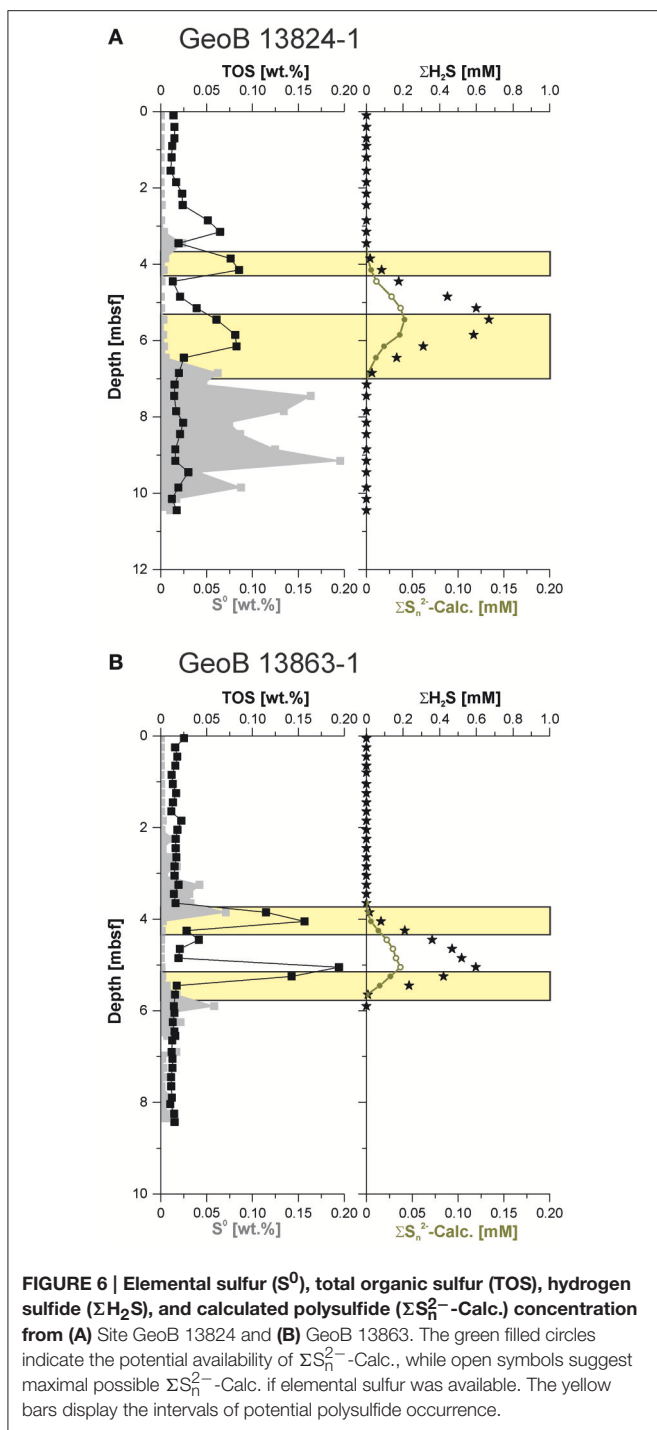 A GeoB 13824-1
TOS [wt.%] ΣH₂S [mM]
0 0.05 0.10 0.15 0.20 0 0.2 0.4 0.6 0.8 1.0
0
2
4
6
8
10
12
Depth [mbsf]
0 0.05 0.10 0.15 0.20 0 0.05 0.10 0.15 0.20
S⁰ [wt.%] ΣSₙ²⁻-Calc. [mM]
B GeoB 13863-1
TOS [wt.%] ΣH₂S [mM]
0 0.05 0.10 0.15 0.20 0 0.2 0.4 0.6 0.8 1.0
0
2
4
6
8
10
Depth [mbsf]
0 0.05 0.10 0.15 0.20 0 0.05 0.10 0.15 0.20
S⁰ [wt.%] ΣSₙ²⁻-Calc. [mM]
FIGURE 6 | Elemental sulfur (S⁰), total organic sulfur (TOS), hydrogen
sulfide (ΣH₂S), and calculated polysulfide (ΣSₙ²⁻-Calc.) concentration
from (A) Site GeoB 13824 and (B) GeoB 13863. The green filled circles
indicate the potential availability of ΣSₙ²⁻-Calc., while open symbols suggest
maximal possible ΣSₙ²⁻-Calc. if elemental sulfur was available. The yellow
bars display the intervals of potential polysulfide occurrence.